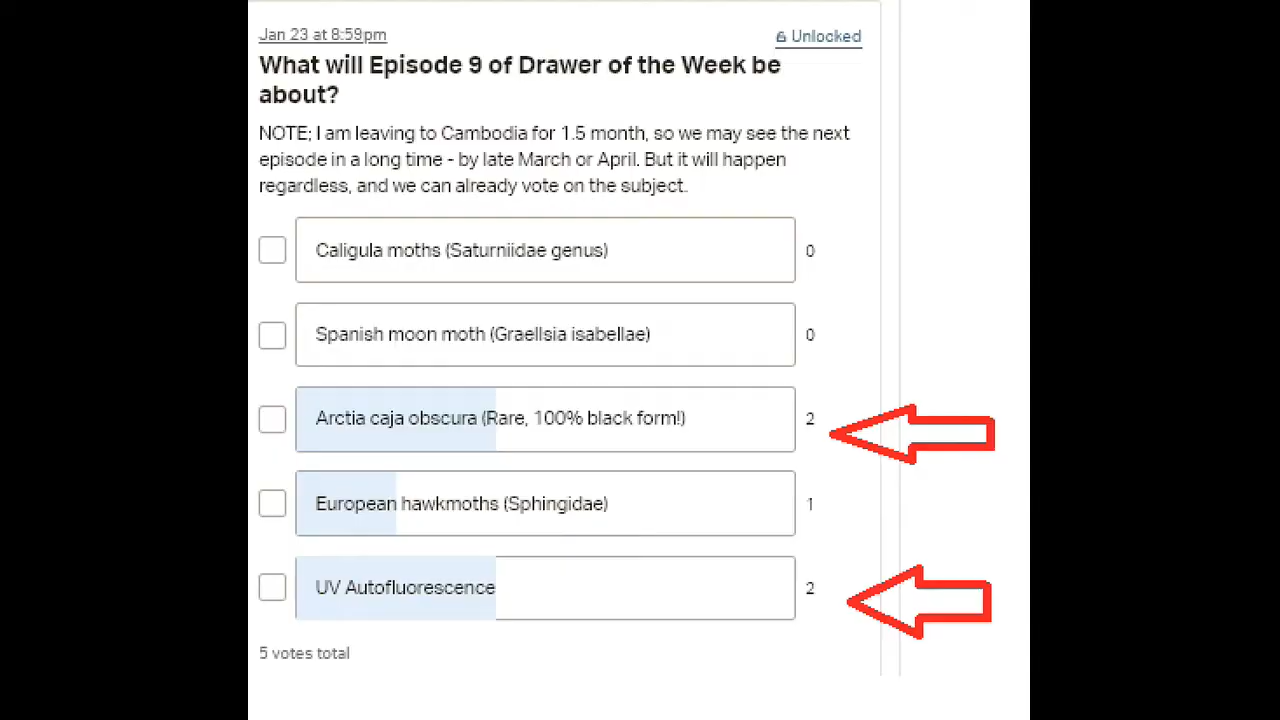 Jan 23 at 8:59pm
Unlocked
What will Episode 9 of Drawer of the Week be
about?
NOTE; I am leaving to Cambodia for 1.5 month, so we may see the next
episode in a long time - by late March or April. But it will happen
regardless, and we can already vote on the subject.
Caligula moths (Saturniidae genus) 0
Spanish moon moth (Graellsia isabellae) 0
Arctia caja obscura (Rare, 100% black form!) 2
European hawkmoths (Sphingidae) 1
UV Autofluorescence 2
5 votes total